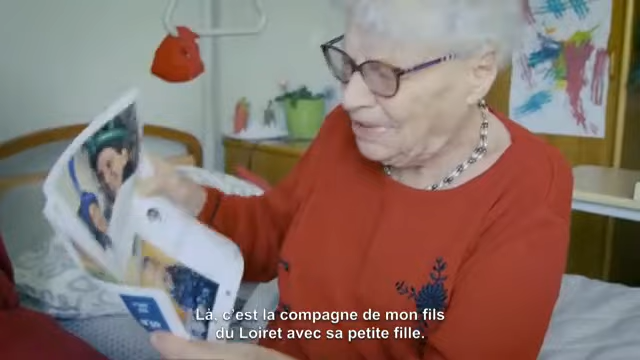 Là, c'est la compagne de mon fils
du Loiret avec sa petite fille.